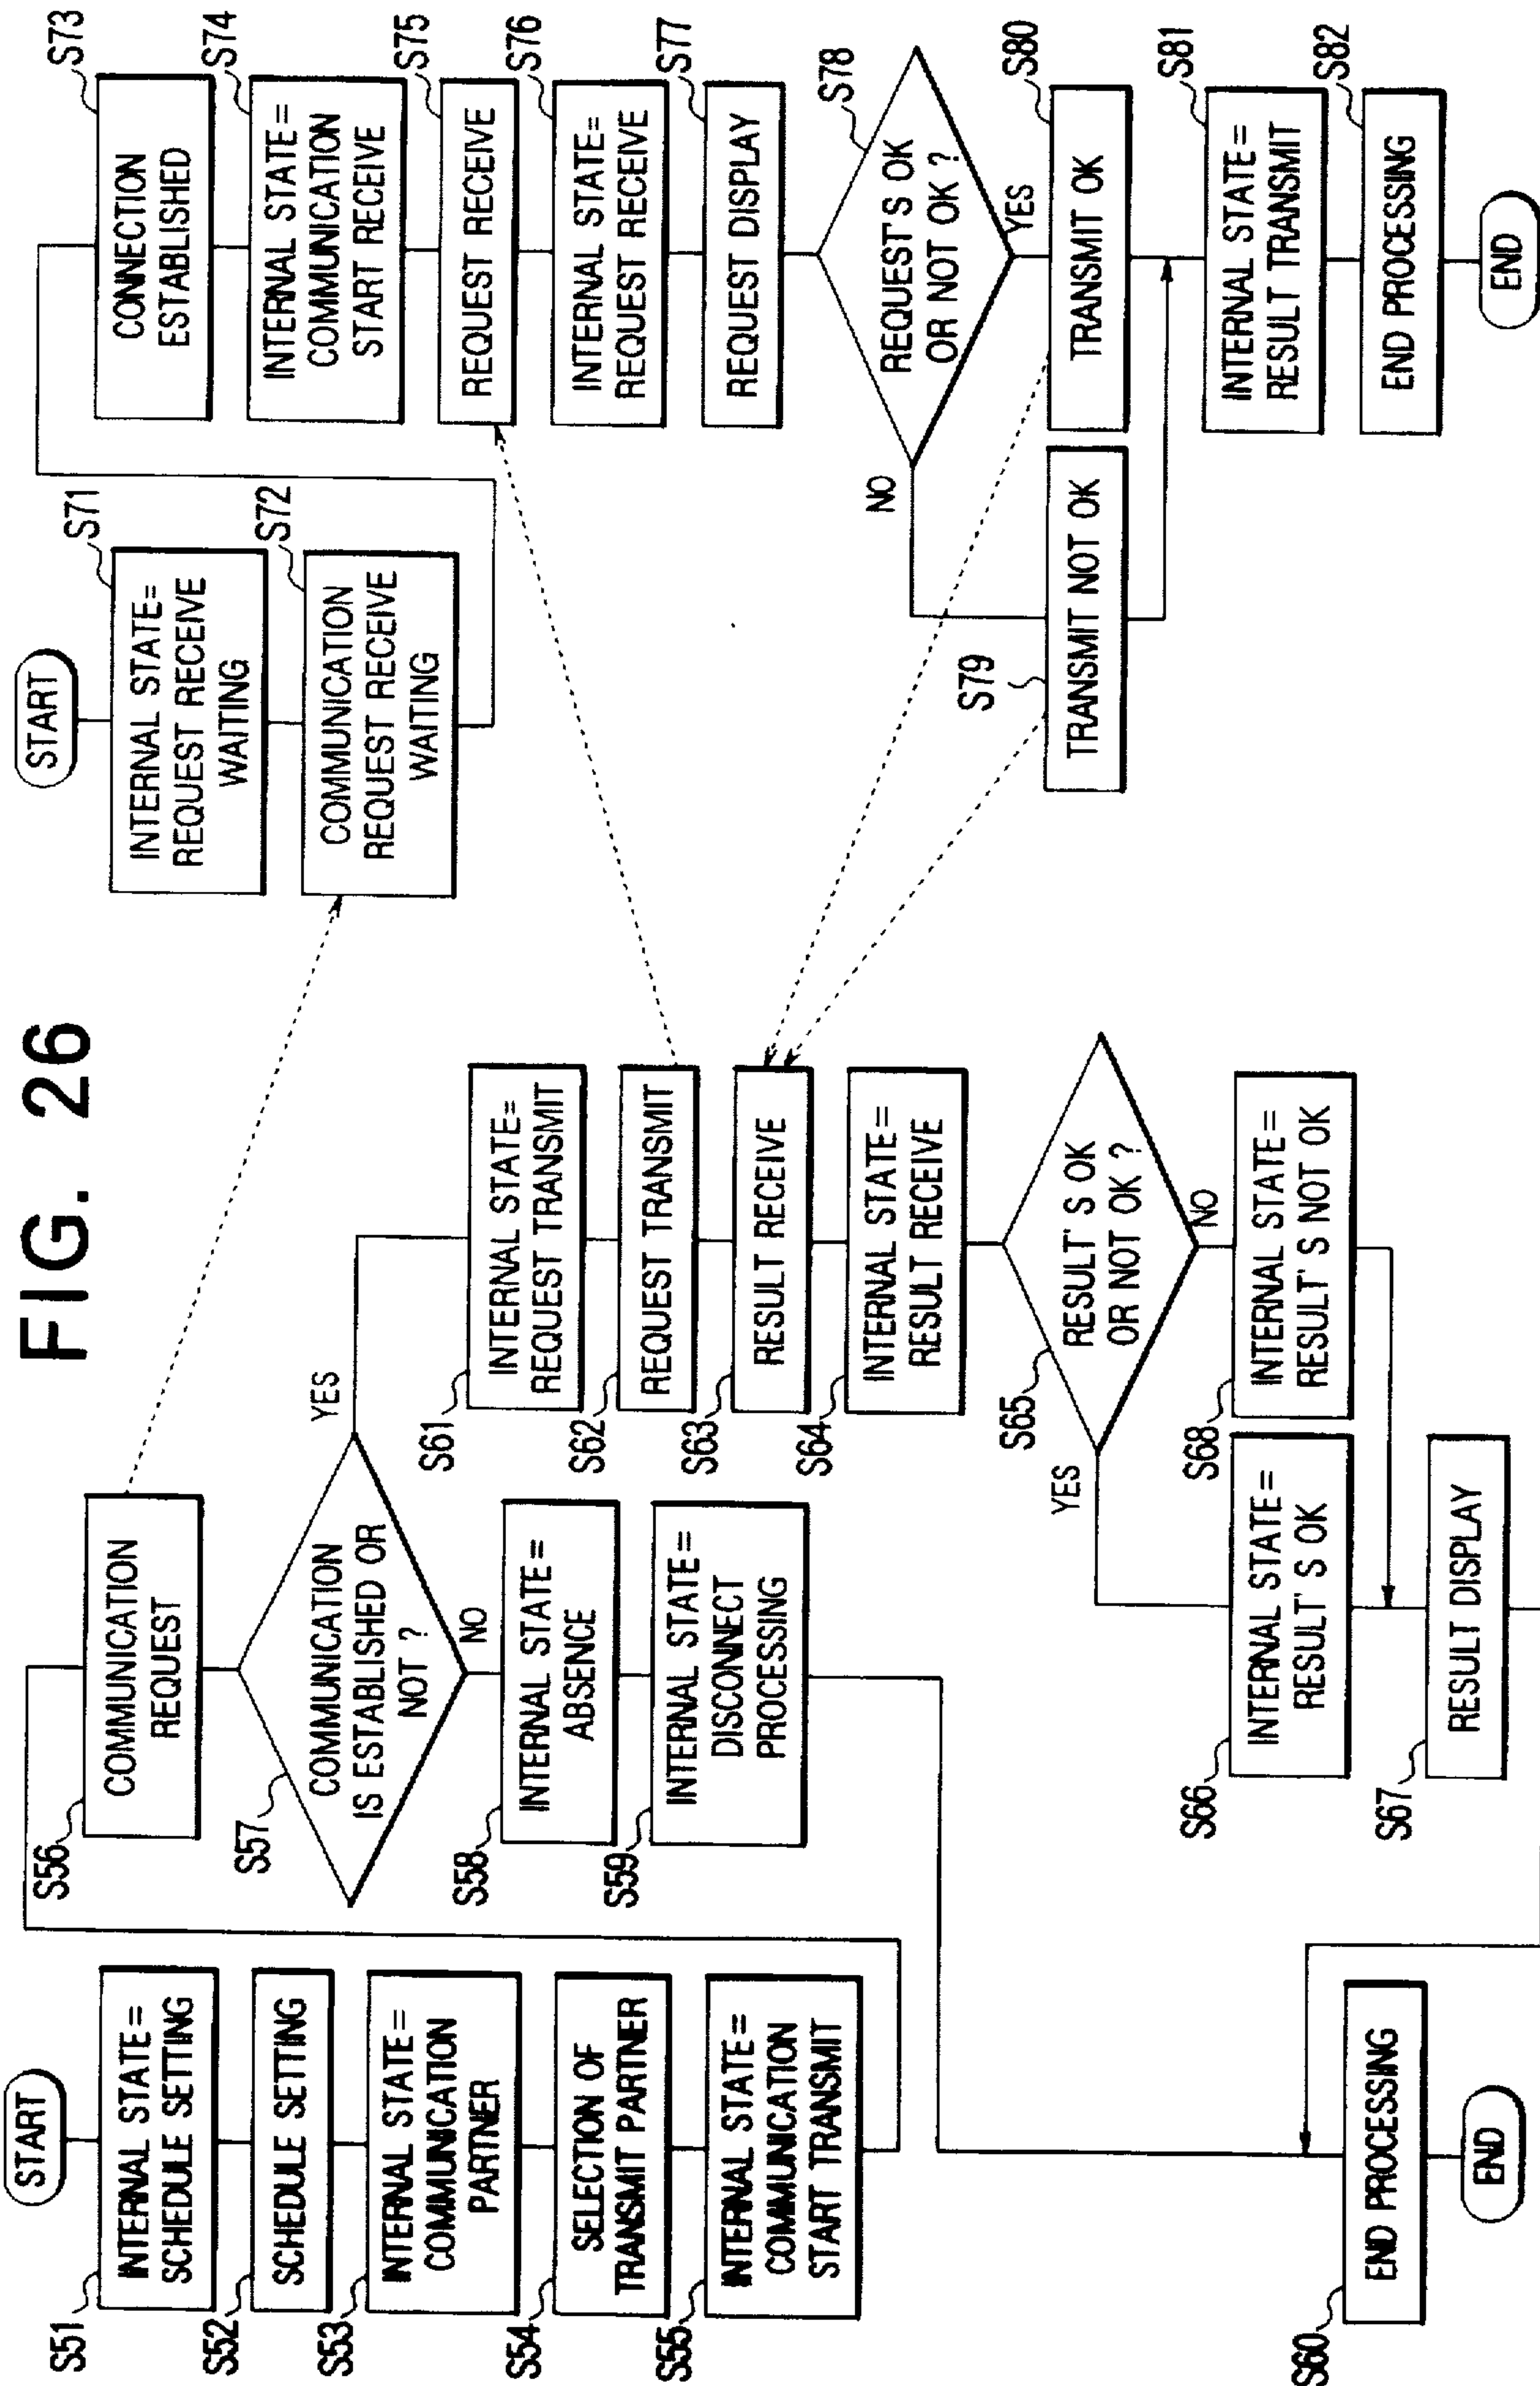 FIG. 26
START
S51
INTERNAL STATE=
SCHEDULE SETTING
S52
SCHEDULE SETTING
S53
INTERNAL STATE=
COMMUNICATION
PARTNER
S54
SELECTION OF
TRANSMIT PARTNER
S55
INTERNAL STATE=
COMMUNICATION
START TRANSMIT
S56
COMMUNICATION
REQUEST
S57
COMMUNICATION
IS ESTABLISHED OR
NOT ?
YES
NO
S58
INTERNAL STATE=
ABSENCE
S59
INTERNAL STATE=
DISCONNECT
PROCESSING
S60
END PROCESSING
END
S61
INTERNAL STATE=
REQUEST TRANSMIT
S62
REQUEST TRANSMIT
S63
RESULT RECEIVE
S64
INTERNAL STATE=
RESULT RECEIVE
S65
RESULT'S OK
OR NOT OK ?
YES
NO
S66
INTERNAL STATE=
RESULT'S OK
S68
INTERNAL STATE=
RESULT'S NOT OK
S67
RESULT DISPLAY
START
S71
INTERNAL STATE=
REQUEST RECEIVE
WAITING
S72
COMMUNICATION
REQUEST RECEIVE
WAITING
S73
CONNECTION
ESTABLISHED
S74
INTERNAL STATE=
COMMUNICATION
START RECEIVE
S75
REQUEST RECEIVE
S76
INTERNAL STATE=
REQUEST RECEIVE
S77
REQUEST DISPLAY
S78
REQUEST'S OK
OR NOT OK ?
NO
YES
S79
TRANSMIT NOT OK
S80
TRANSMIT OK
S81
INTERNAL STATE=
RESULT TRANSMIT
S82
END PROCESSING
END